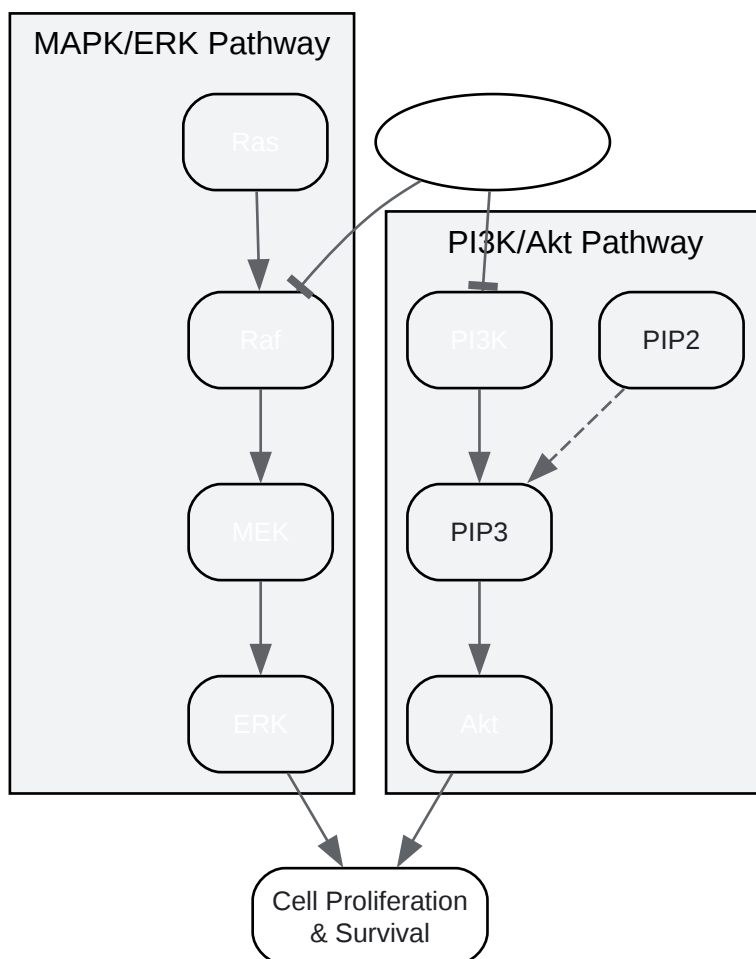 MAPK/ERK Pathway
Ras
PI3K/Akt Pathway
Raf
PI3K
PIP2
MEK
PIP3
ERK
Akt
Cell Proliferation
& Survival